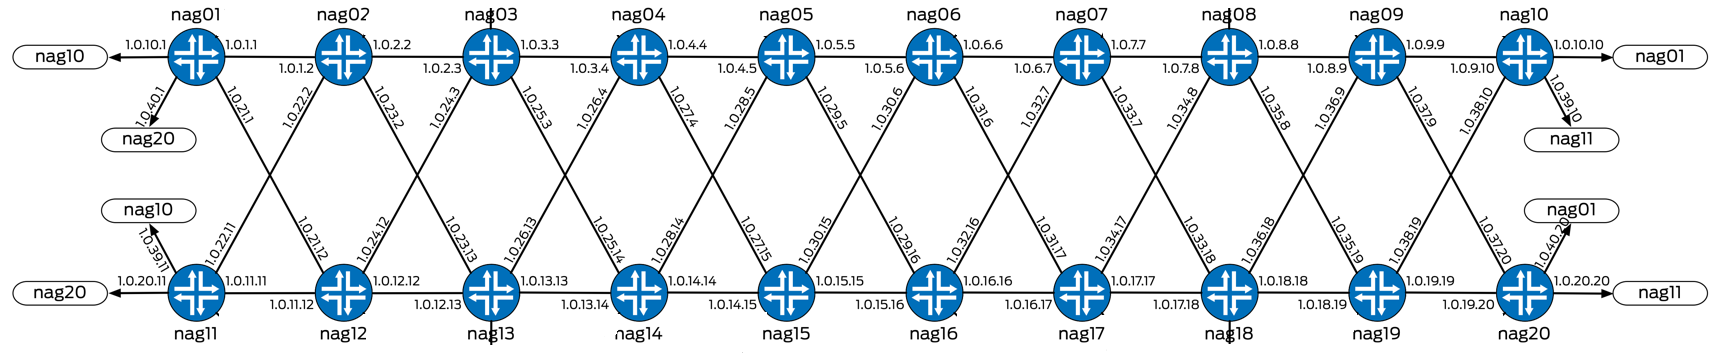 nag01 nag02 nag03 nag04 nag05 nag06 nag07 nag08 nag09 nag10
nag10 1.0.10.1 1.0.1.1 1.0.2.2 1.0.3.3 1.0.4.4 1.0.5.5 1.0.6.6 1.0.7.7 1.0.8.8 1.0.9.9 1.0.10.10 nag01
1.0.1.2 1.0.2.3 1.0.3.4 1.0.4.5 1.0.5.6 1.0.6.7 1.0.7.8 1.0.8.9 1.0.9.10
1.0.40.1 1.0.21.1 1.0.22.2 1.0.23.2 1.0.24.3 1.0.25.3 1.0.26.4 1.0.27.4 1.0.28.5 1.0.29.5 1.0.30.6 1.0.31.6 1.0.32.7 1.0.33.7 1.0.34.8 1.0.35.8 1.0.36.9 1.0.37.9 1.0.38.10 1.0.39.10
nag20 nag11
nag10 nag01
1.0.39.11 1.0.22.11 1.0.21.12 1.0.24.12 1.0.23.13 1.0.26.13 1.0.25.14 1.0.28.14 1.0.27.15 1.0.30.15 1.0.29.16 1.0.32.16 1.0.31.17 1.0.34.17 1.0.33.18 1.0.36.18 1.0.35.19 1.0.38.19 1.0.37.20 1.0.40.20
nag20 1.0.20.11 1.0.11.11 1.0.12.12 1.0.13.13 1.0.14.14 1.0.15.15 1.0.16.16 1.0.17.17 1.0.18.18 1.0.19.19 1.0.20.20 nag11
1.0.11.12 1.0.12.13 1.0.13.14 1.0.14.15 1.0.15.16 1.0.16.17 1.0.17.18 1.0.18.19 1.0.19.20
nag11 nag12 nag13 nag14 nag15 nag16 nag17 nag18 nag19 nag20